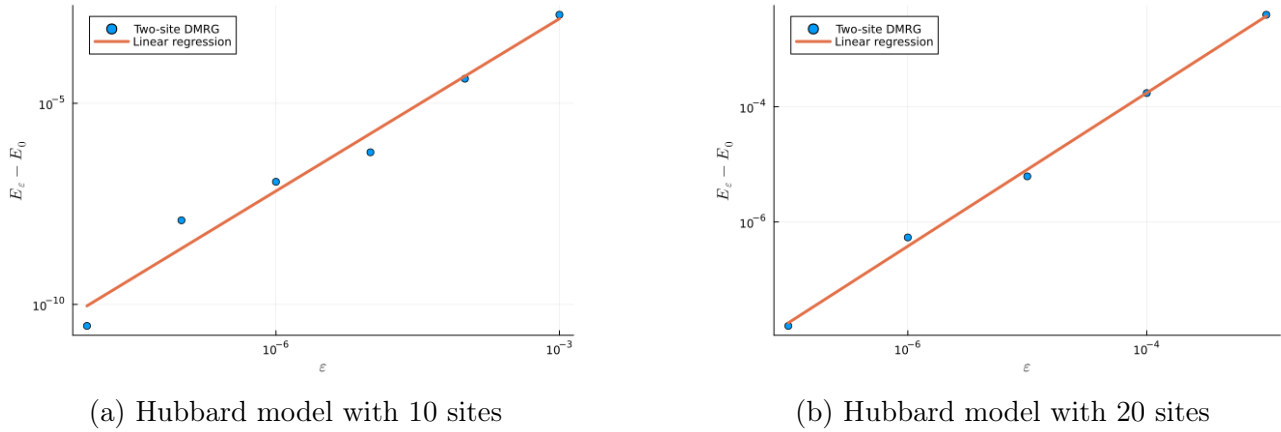 Two-site DMRG
Linear regression
10⁻⁵
10⁻¹⁰
E_ε − E₀
10⁻⁶
10⁻³
ε
(a) Hubbard model with 10 sites
Two-site DMRG
Linear regression
10⁻⁴
10⁻⁶
E_ε − E₀
10⁻⁶
10⁻⁴
ε
(b) Hubbard model with 20 sites